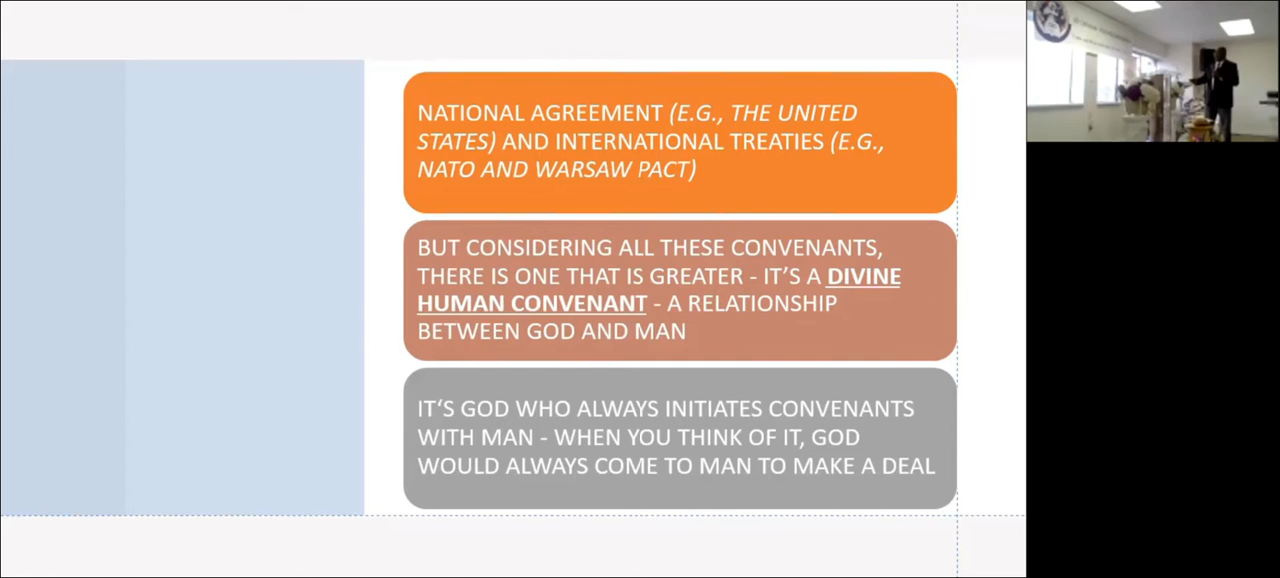 NATIONAL AGREEMENT (E.G., THE UNITED
STATES) AND INTERNATIONAL TREATIES (E.G.,
NATO AND WARSAW PACT)
BUT CONSIDERING ALL THESE CONVENANTS,
THERE IS ONE THAT IS GREATER - IT’S A DIVINE
HUMAN CONVENANT - A RELATIONSHIP
BETWEEN GOD AND MAN
IT‘S GOD WHO ALWAYS INITIATES CONVENANTS
WITH MAN - WHEN YOU THINK OF IT, GOD
WOULD ALWAYS COME TO MAN TO MAKE A DEAL